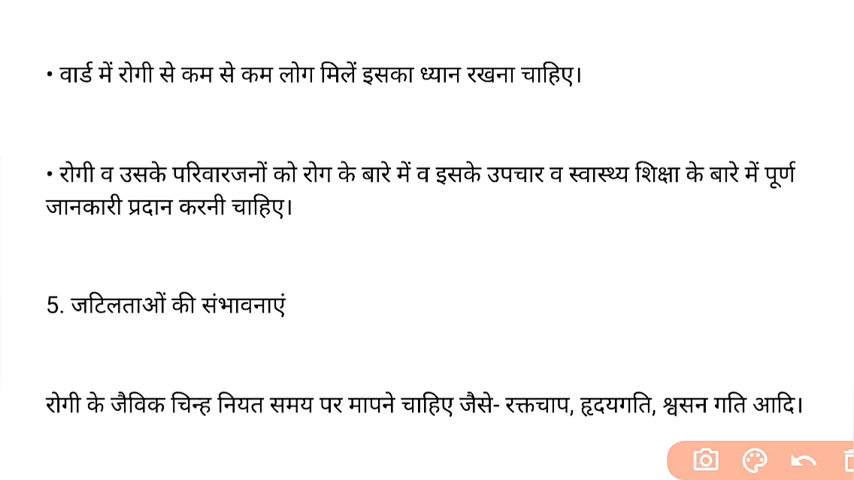 • वार्ड में रोगी से कम से कम लोग मिलें इसका ध्यान रखना चाहिए।
• रोगी व उसके परिवारजनों को रोग के बारे में व इसके उपचार व स्वास्थ्य शिक्षा के बारे में पूर्ण
जानकारी प्रदान करनी चाहिए।
5. जटिलताओं की संभावनाएं
रोगी के जैविक चिन्ह नियत समय पर मापने चाहिए जैसे- रक्तचाप, हृदयगति, श्वसन गति आदि।